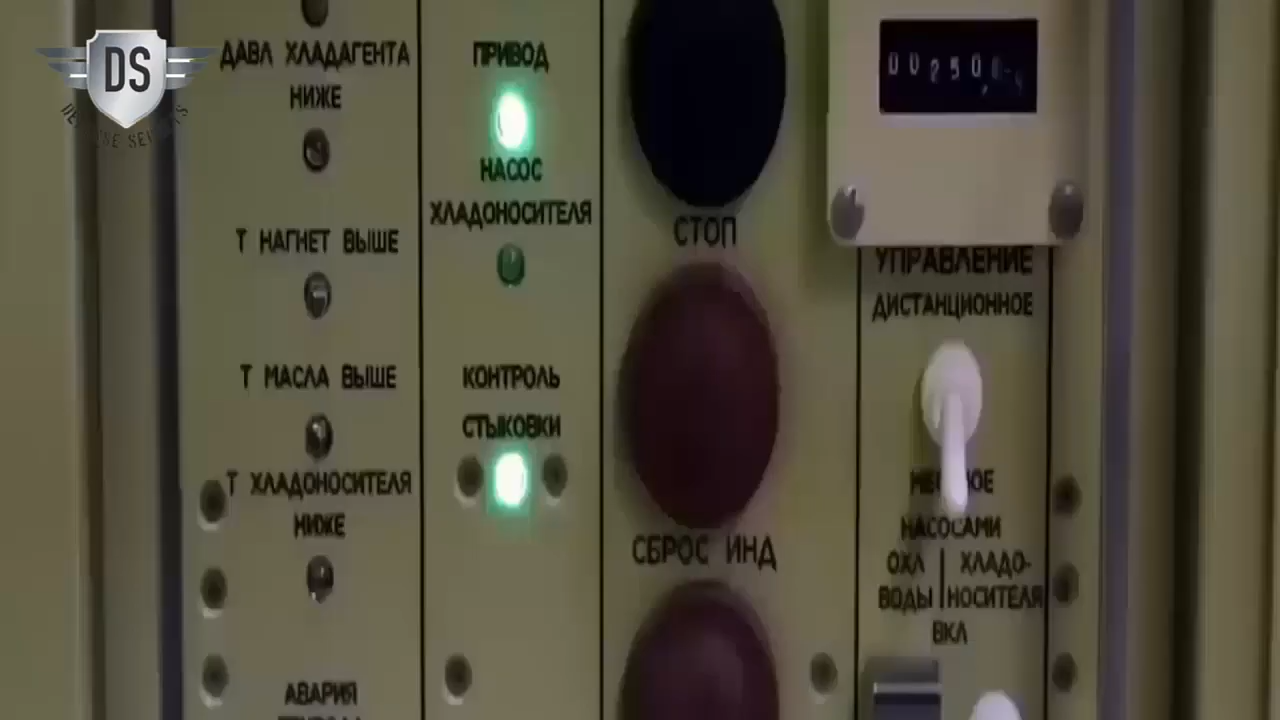 DS
ДАВЛ ХЛАДАГЕНТА
НИЖЕ
Т НАГНЕТ ВЫШЕ
Т МАСЛА ВЫШЕ
Т ХЛАДОНОСИТЕЛЯ
НИЖЕ
АВАРИЯ
ПРИВОД
НАСОС
ХЛАДОНОСИТЕЛЯ
КОНТРОЛЬ
СТЫКОВКИ
СТОП
СБРОС ИНД
00250
УПРАВЛЕНИЕ
ДИСТАНЦИОННОЕ
НАСОСАМИ
ОХЛ ХЛАДО-
ВОДЫ НОСИТЕЛЯ
ВКЛ